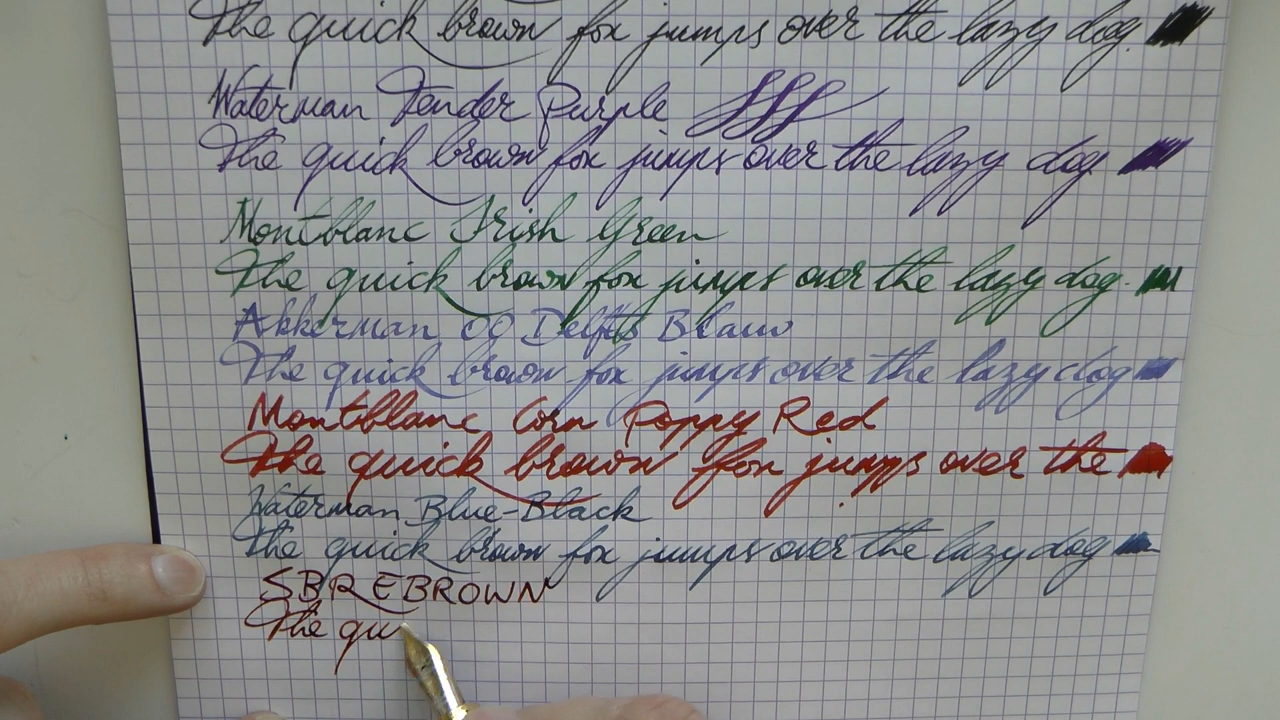 The quick brown fox jumps over the lazy dog.
Waterman Tender Purple
The quick brown fox jumps over the lazy dog.
Montblanc Irish Green
The quick brown fox jumps over the lazy dog.
Akkerman 00 Delfts Blauw
The quick brown fox jumps over the lazy dog
Montblanc Corn Poppy Red
The quick brown fox jumps over the
Waterman Blue-Black
The quick brown fox jumps over the lazy dog
SBREBROWN
The qu